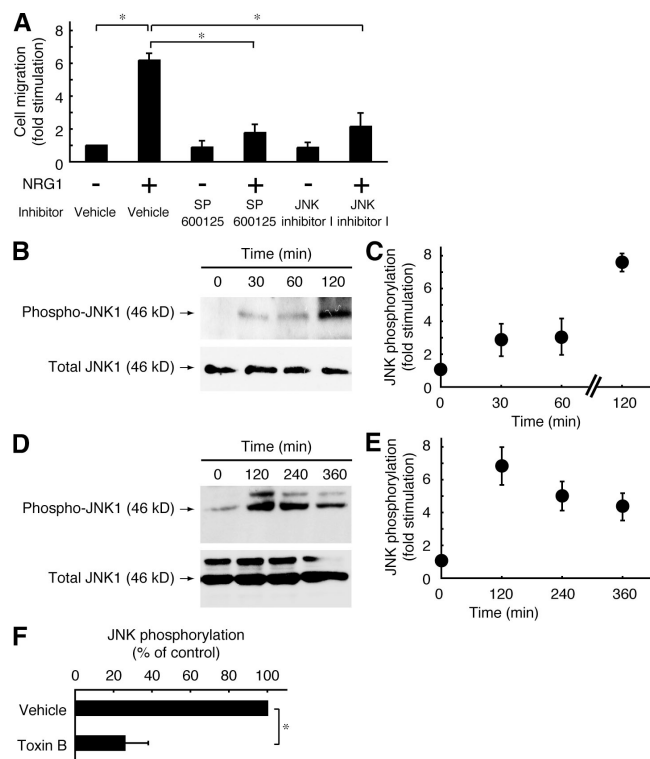 A
Cell migration
(fold stimulation)
8
6
4
2
0
* * *
NRG1 - + - + - +
Inhibitor Vehicle Vehicle SP 600125 SP 600125 JNK inhibitor I JNK inhibitor I
B
Time (min)
0 30 60 120
Phospho-JNK1 (46 kD) →
Total JNK1 (46 kD) →
C
JNK phosphorylation
(fold stimulation)
8
6
4
2
0
0 30 60 120
Time (min)
D
Time (min)
0 120 240 360
Phospho-JNK1 (46 kD) →
Total JNK1 (46 kD) →
E
JNK phosphorylation
(fold stimulation)
8
6
4
2
0
0 120 240 360
Time (min)
F
JNK phosphorylation
(% of control)
0 20 40 60 80 100
Vehicle
Toxin B
*